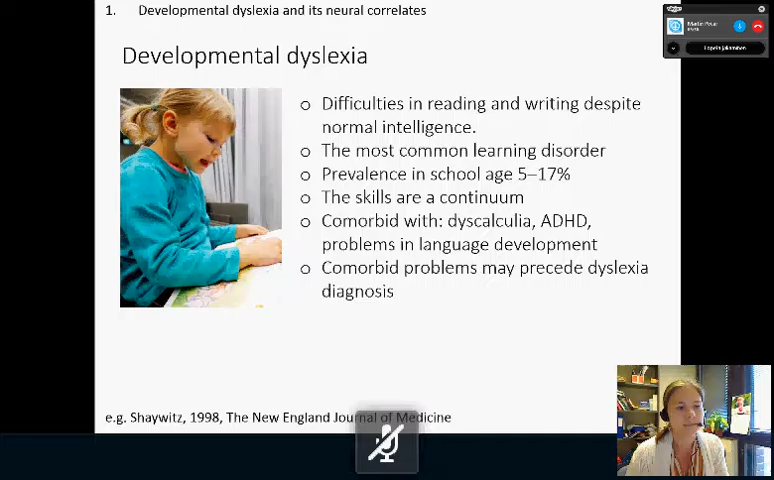 1. Developmental dyslexia and its neural correlates
Developmental dyslexia
o Difficulties in reading and writing despite
normal intelligence.
o The most common learning disorder
o Prevalence in school age 5–17%
o The skills are a continuum
o Comorbid with: dyscalculia, ADHD,
problems in language development
o Comorbid problems may precede dyslexia
diagnosis
e.g. Shaywitz, 1998, The New England Journal of Medicine